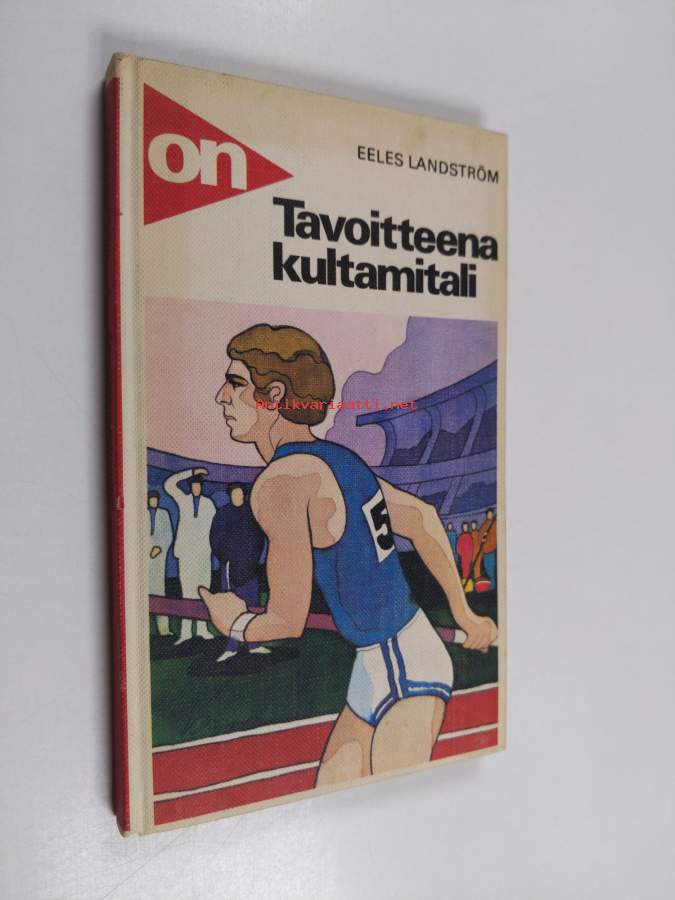 on
EELES LANDSTRÖM
Tavoitteena
kultamitali
Antikvariaatti.net
5